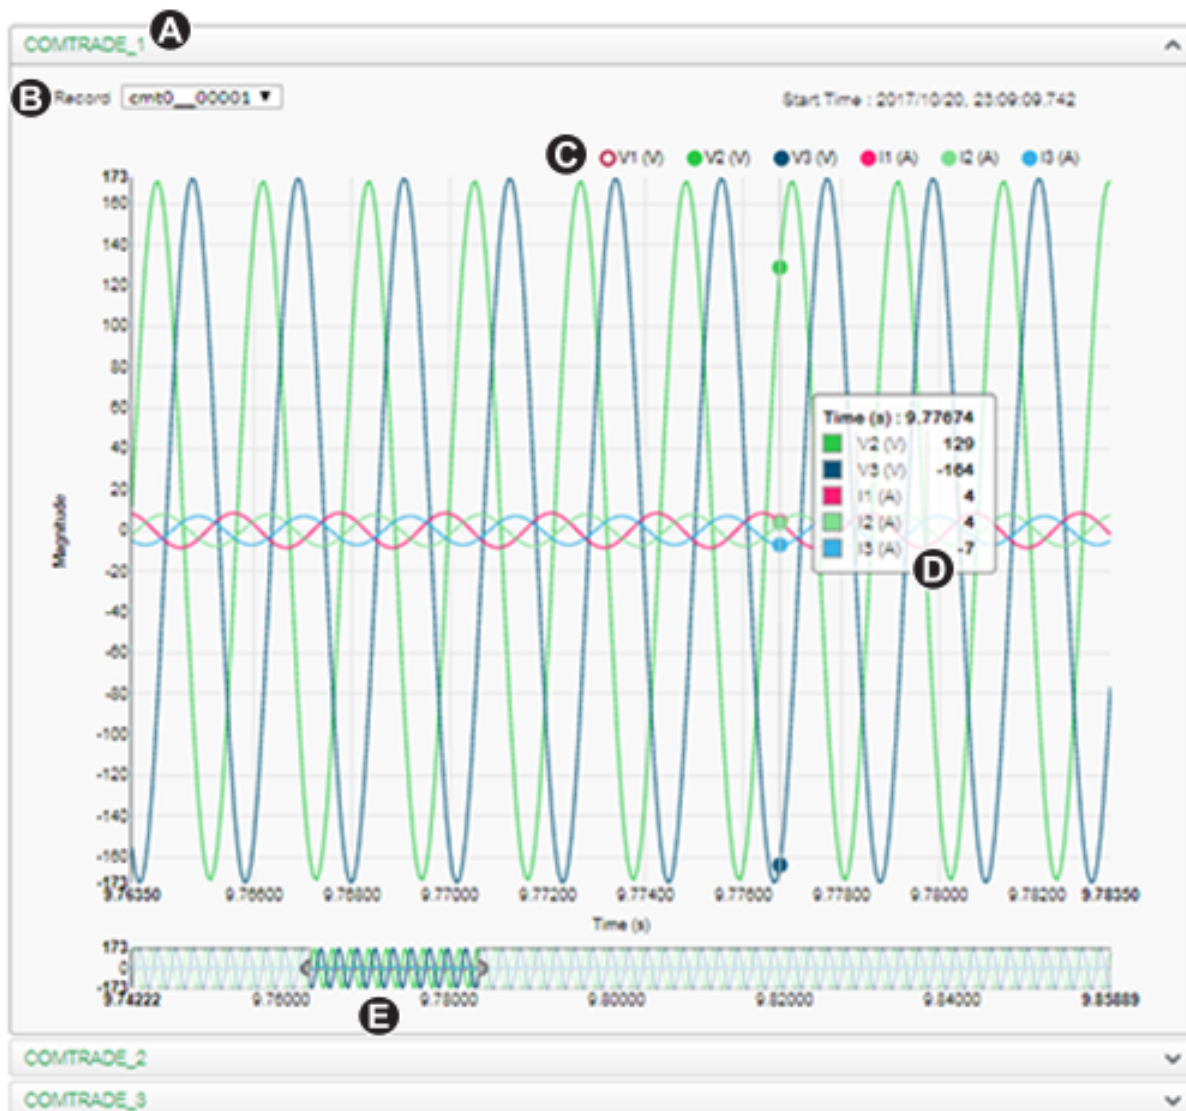 COMTRADE_1 A
B Record cmt0__00001 ▼ Start Time : 2017/10/20, 23:09:09.742
C V1 (V) V2 (V) V3 (V) I1 (A) I2 (A) I3 (A)
173
160
140
120
100
80
60
40
20
0
-20
-40
-60
-80
-100
-120
-140
-160
-173
Magnitude
Time (s) : 9.77674
V2 (V) 129
V3 (V) -164
I1 (A) 4
I2 (A) 4
I3 (A) -7
D
9.76350 9.76600 9.76800 9.77000 9.77200 9.77400 9.77600 9.77800 9.78000 9.78200 9.78350
Time (s)
173
0
-173
9.74222 9.76000 9.78000 9.80000 9.82000 9.84000 9.85889
E
COMTRADE_2
COMTRADE_3